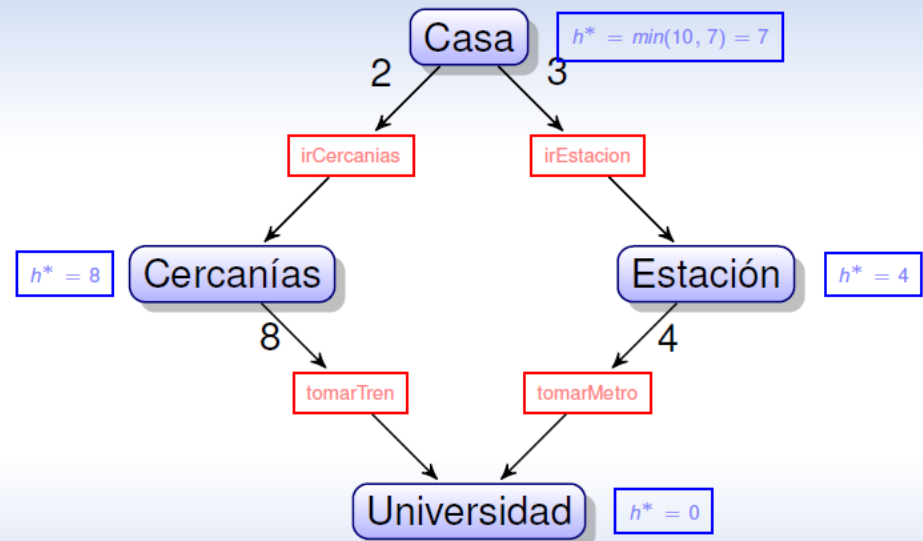 Casa
h* = min(10, 7) = 7
2
3
irCercanias
irEstacion
h* = 8
Cercanías
Estación
h* = 4
8
4
tomarTren
tomarMetro
Universidad
h* = 0